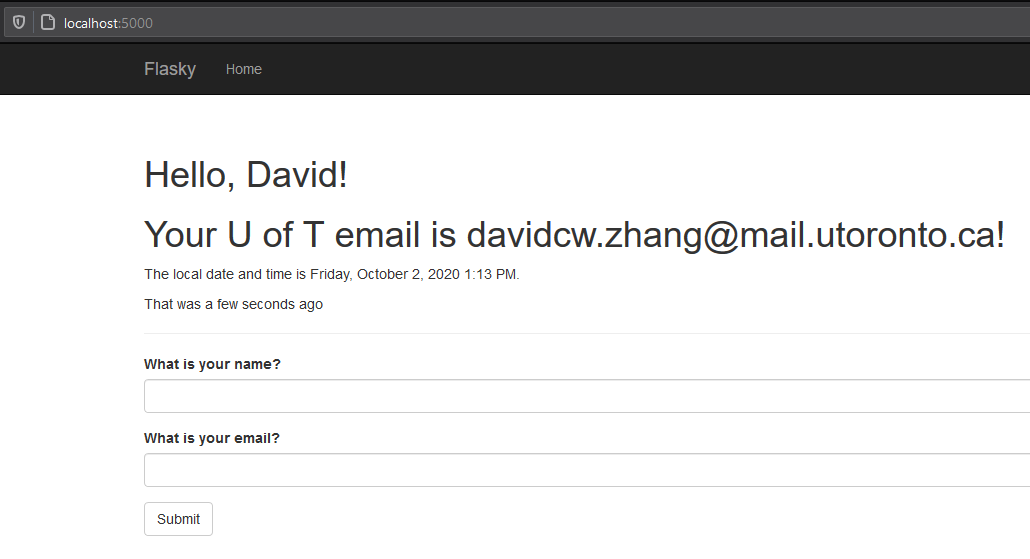 localhost:5000
Flasky Home
Hello, David!
Your U of T email is davidcw.zhang@mail.utoronto.ca!
The local date and time is Friday, October 2, 2020 1:13 PM.
That was a few seconds ago
What is your name?
What is your email?
Submit